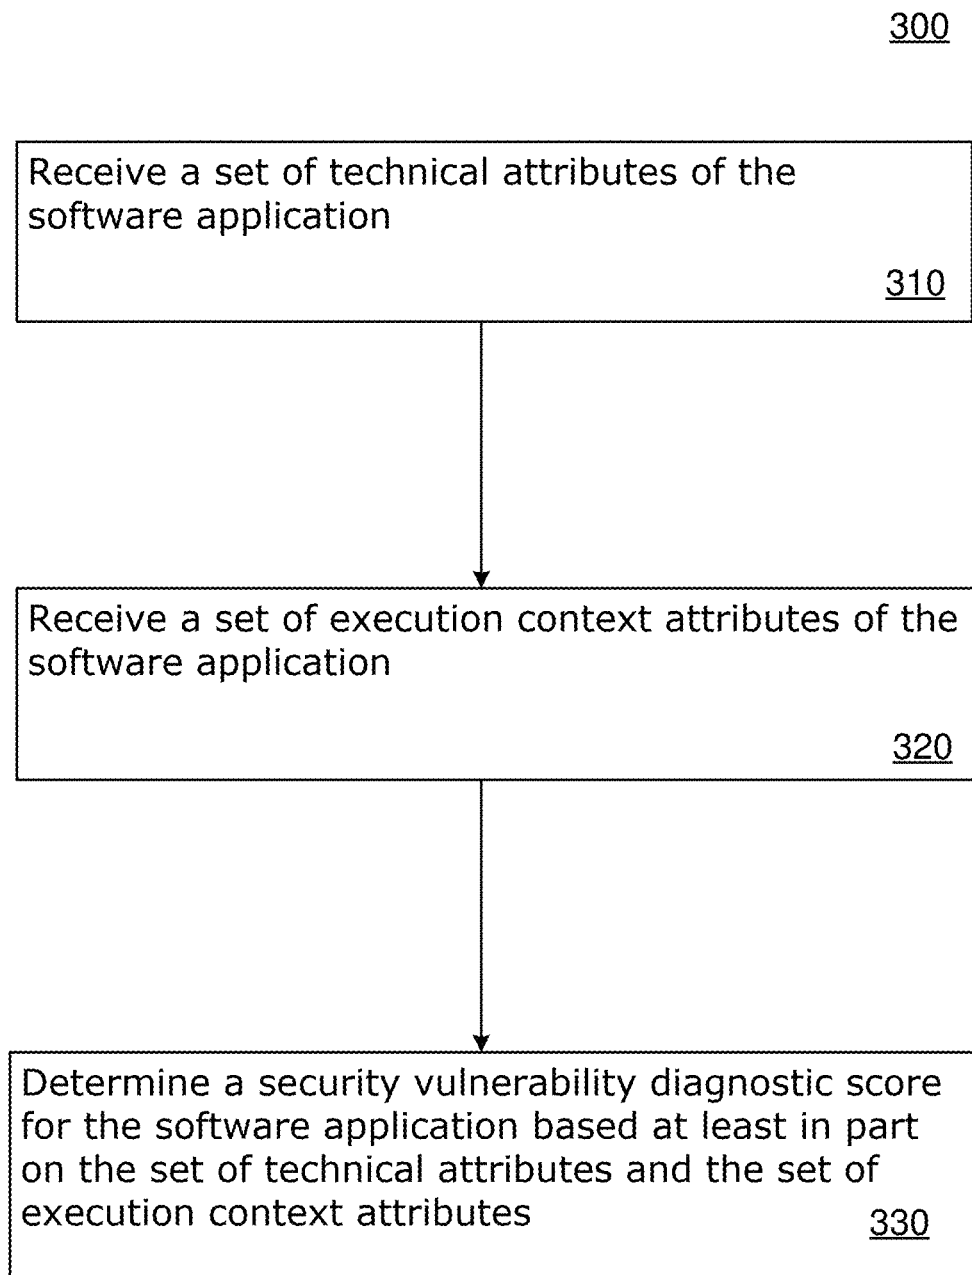 300
Receive a set of technical attributes of the
software application
310
Receive a set of execution context attributes of the
software application
320
Determine a security vulnerability diagnostic score
for the software application based at least in part
on the set of technical attributes and the set of
execution context attributes
330